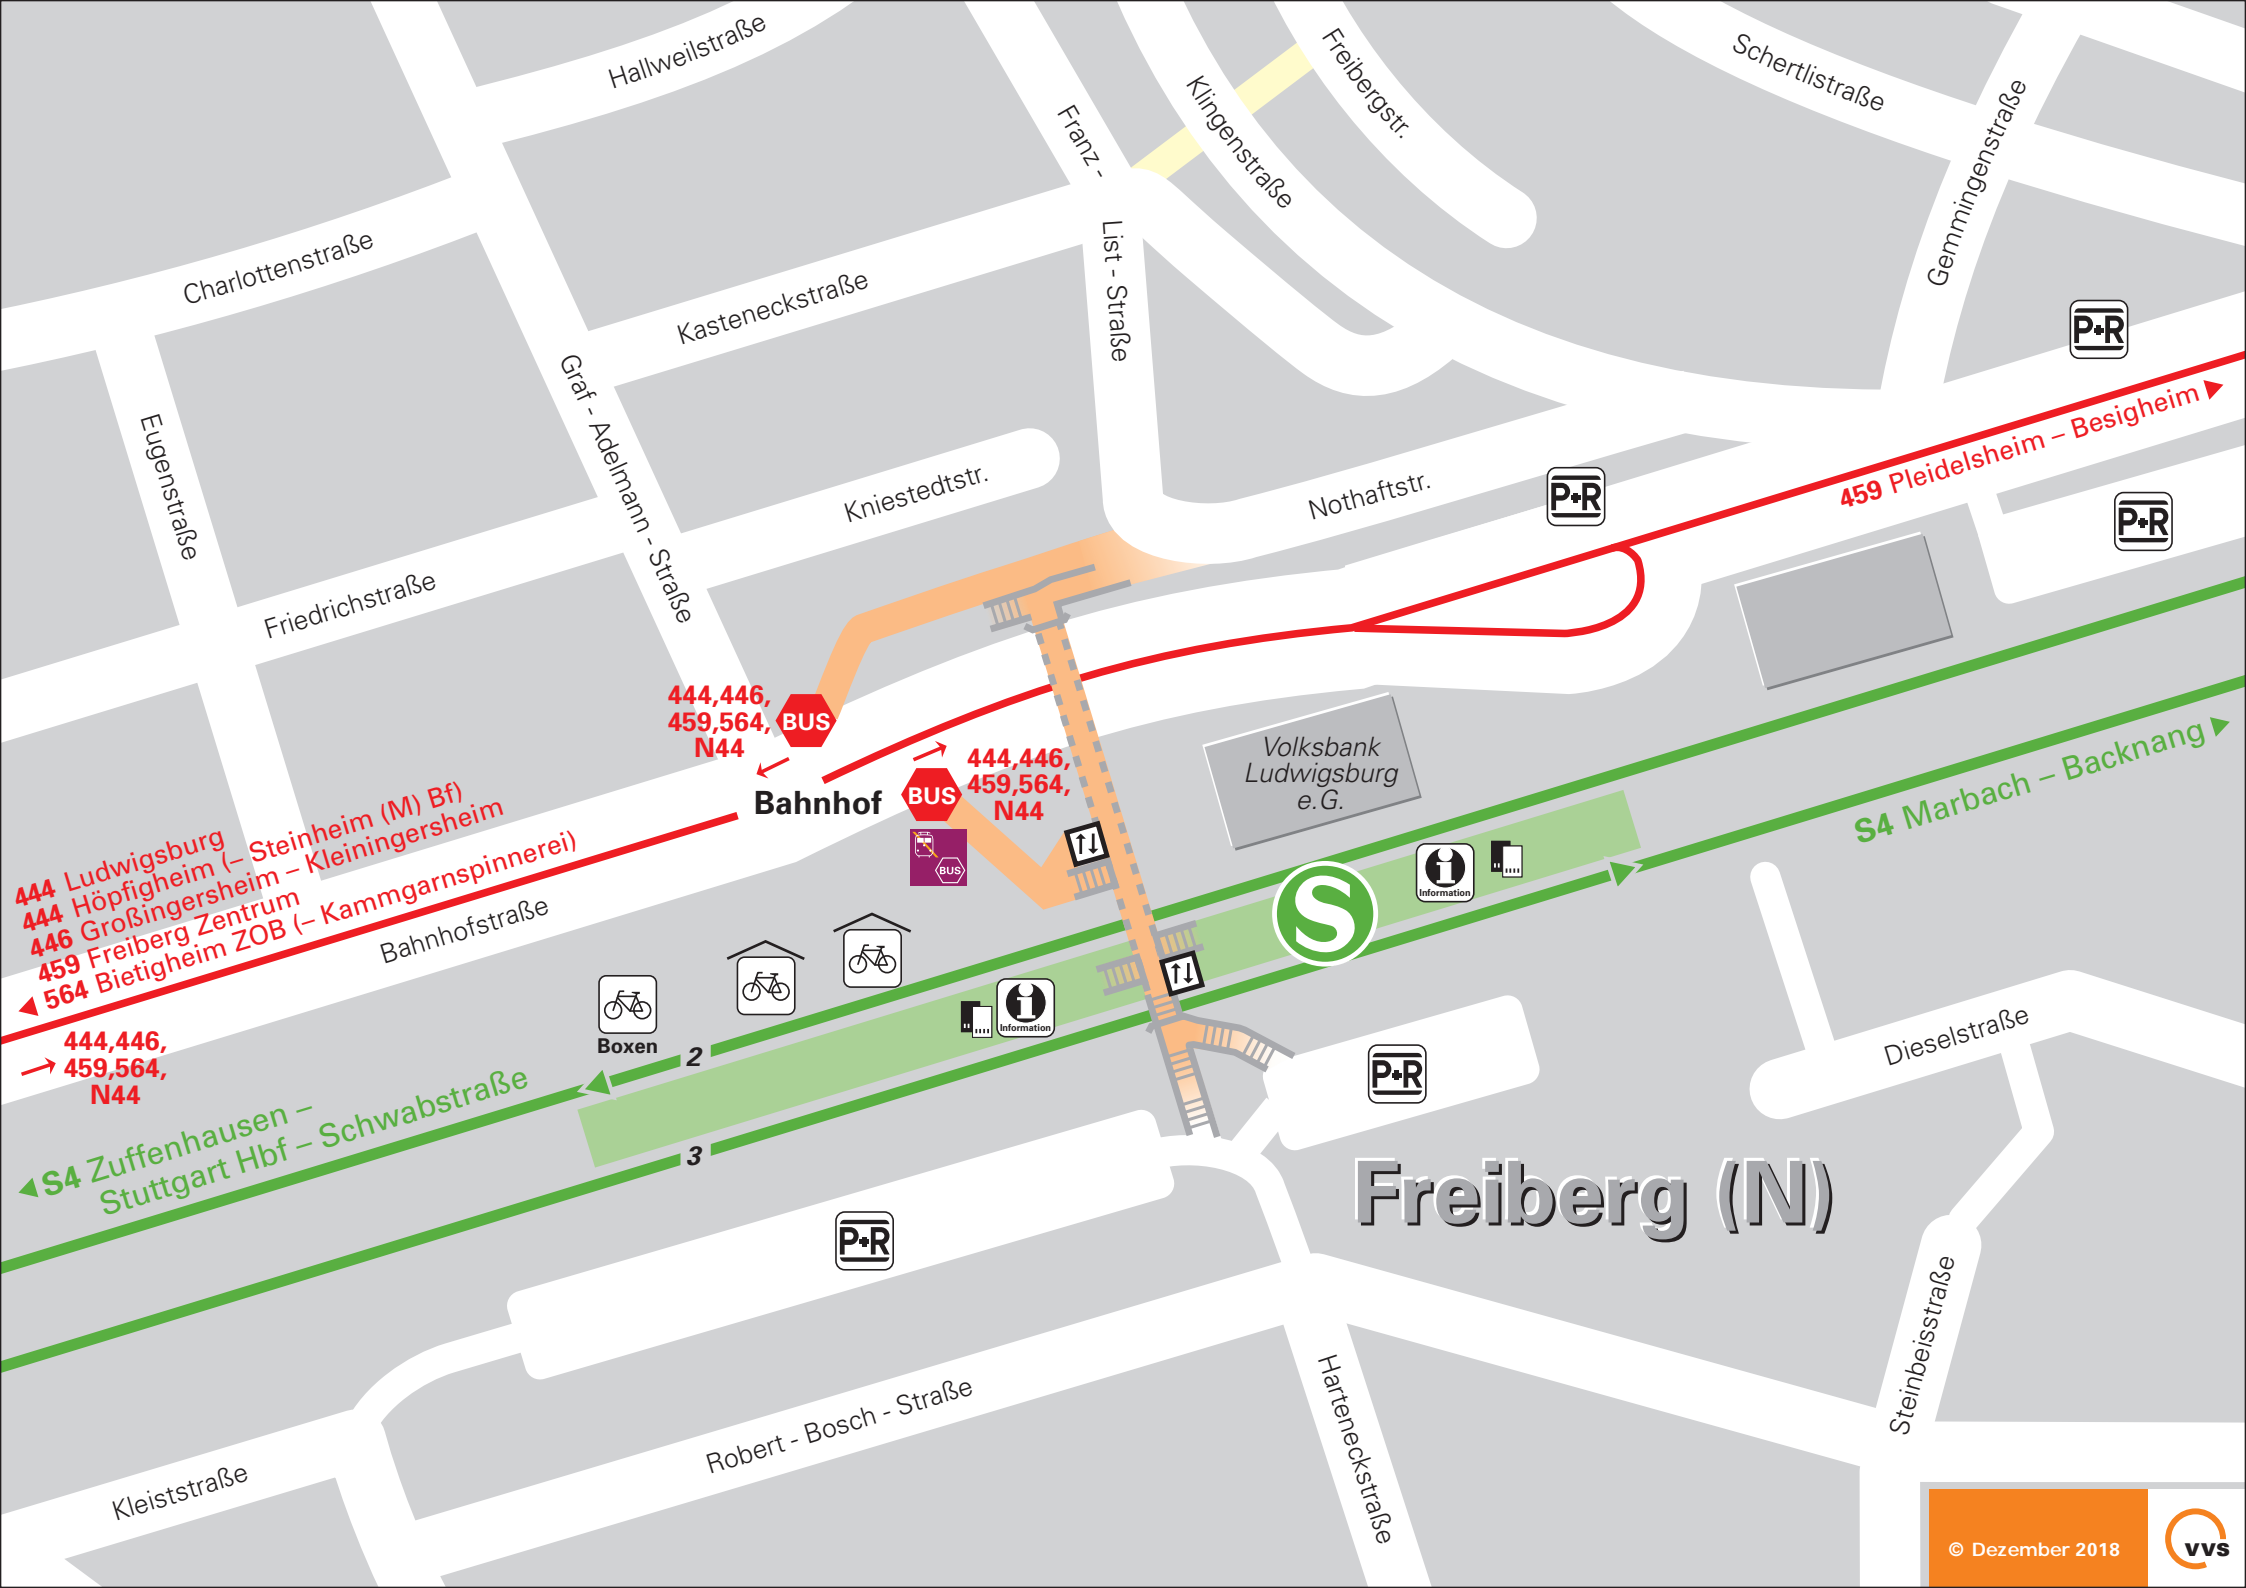 Hallweilstraße
Schertlistraße
Freibergstr.
Klingenstraße
Franz -
List - Straße
Gemmingenstraße
Charlottenstraße
Kasteneckstraße
Graf - Adelmann - Straße
Eugenstraße
Kniestedtstr.
Nothaftstr.
Friedrichstraße
P+R
P+R
P+R
459 Pleidelsheim – Besigheim
444,446,
459,564,
N44
BUS
Bahnhof
BUS
444,446,
459,564,
N44
BUS
Volksbank
Ludwigsburg
e.G.
S4 Marbach – Backnang
444 Ludwigsburg
444 Höpfigheim (– Steinheim (M) Bf)
446 Großingersheim – Kleiningersheim
459 Freiberg Zentrum
564 Bietigheim ZOB (– Kammgarnspinnerei)
Bahnhofstraße
444,446,
459,564,
N44
Boxen
S
i
Information
i
Information
2
3
S4 Zuffenhausen –
Stuttgart Hbf – Schwabstraße
P+R
P+R
Dieselstraße
Freiberg (N)
Steinbeisstraße
Harteneckstraße
Robert - Bosch - Straße
Kleiststraße
© Dezember 2018
vvs